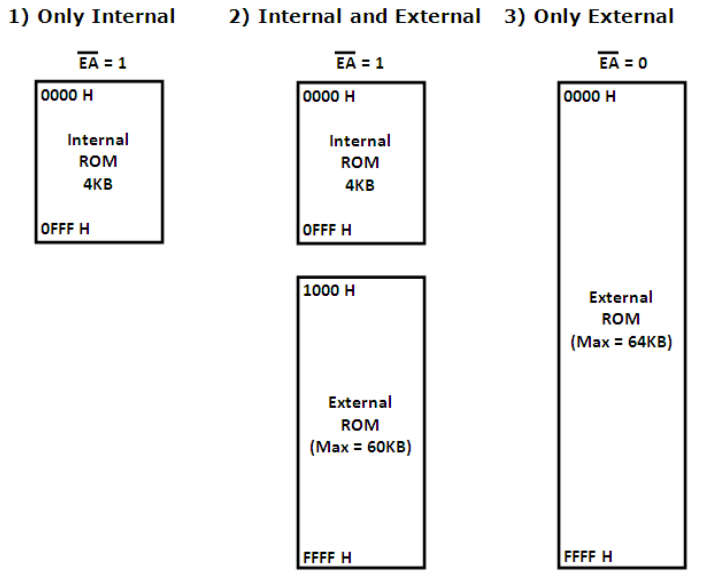 1) Only Internal
EA = 1
0000 H
Internal
ROM
4KB
0FFF H
2) Internal and External
EA = 1
0000 H
Internal
ROM
4KB
0FFF H
1000 H
External
ROM
(Max = 60KB)
FFFF H
3) Only External
EA = 0
0000 H
External
ROM
(Max = 64KB)
FFFF H